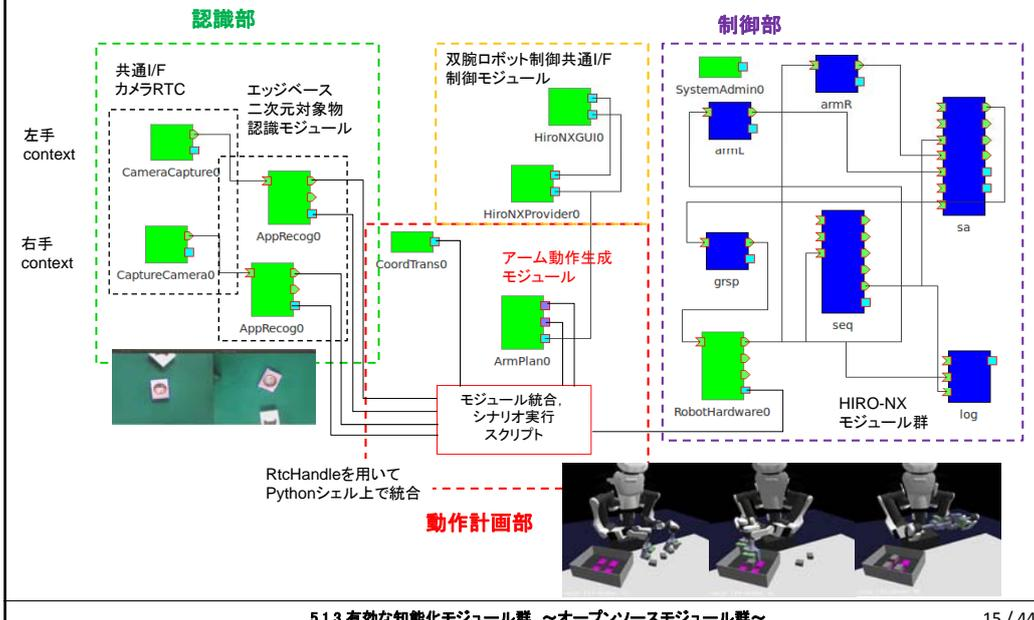 認識部
制御部
共通I/F
カメラRTC
エッジベース
二次元対象物
認識モジュール
双腕ロボット制御共通I/F
制御モジュール
左手
context
右手
context
CameraCapture0
AppRecog0
CaptureCamera0
AppRecog0
HiroNXGUI0
HiroNXProvider0
CoordTrans0
アーム動作生成
モジュール
ArmPlan0
モジュール統合,
シナリオ実行
スクリプト
SystemAdmin0
armR
armL
sa
grsp
seq
RobotHardware0
log
HIRO-NX
モジュール群
RtcHandleを用いて
Pythonシェル上で統合
動作計画部
5.1.3 有効な知能化モジュール群 ～オープンソースモジュール群～
15 / 44